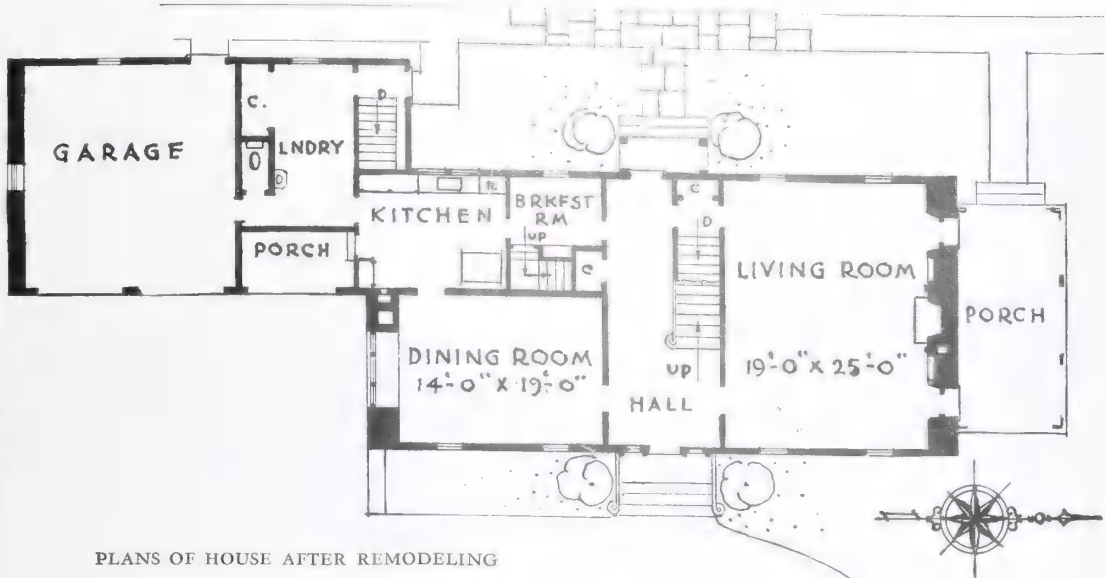 C.
D
GARAGE
LNDRY
C
KITCHEN
BRKFST
RM
UP
D
PORCH
C
LIVING ROOM
PORCH
DINING ROOM
14'-0" X 19'-0"
UP
19'-0" X 25'-0"
HALL
PLANS OF HOUSE AFTER REMODELING